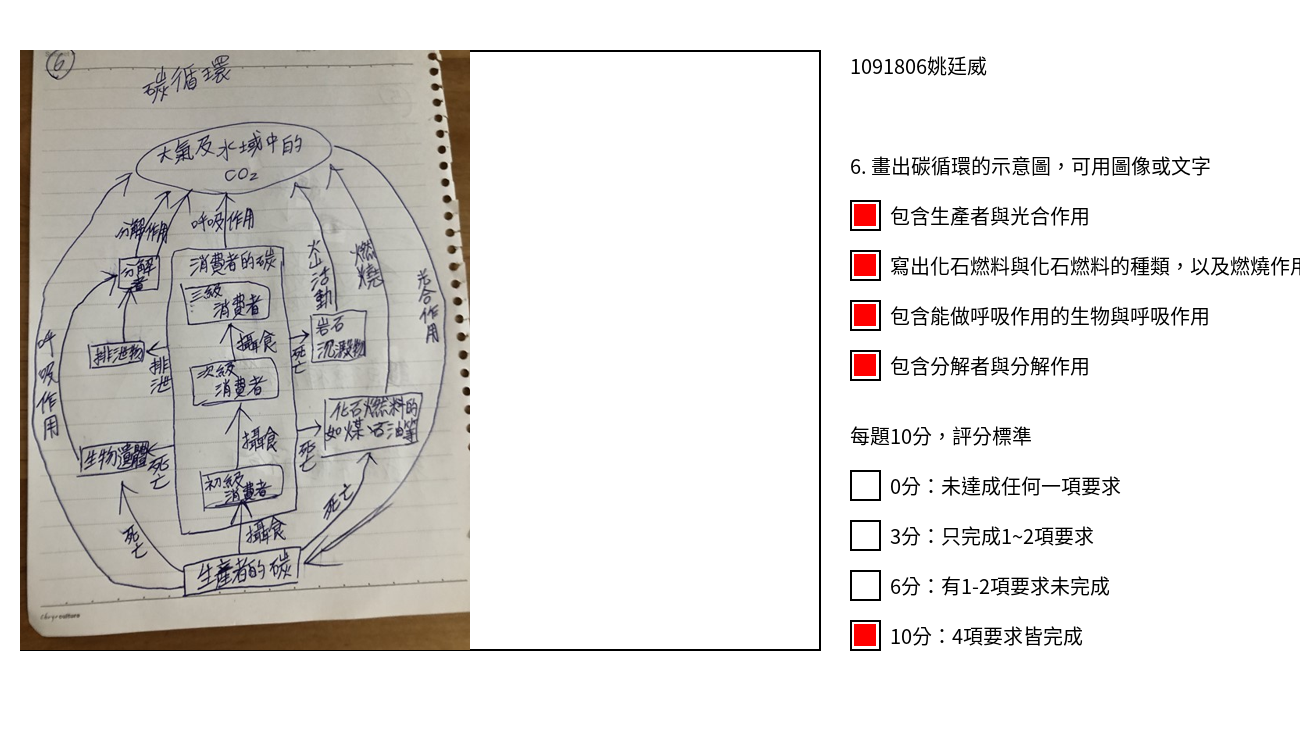 6
碳循環
大氣及水域中的
CO₂
分解作用
呼吸作用
火山活動
燃燒
光合作用
呼吸作用
分解
者
消費者的碳
三級
消費者
攝食
岩石
沉澱物
死亡
排泄物
排泄
次級
消費者
攝食
化石燃料的
如煤、石油等
死亡
生物遺體
死亡
初級
消費者
攝食
死亡
死亡
生產者的碳
1091806姚廷威
6. 畫出碳循環的示意圖，可用圖像或文字
包含生產者與光合作用
寫出化石燃料與化石燃料的種類，以及燃燒作用
包含能做呼吸作用的生物與呼吸作用
包含分解者與分解作用
每題10分，評分標準
0分：未達成任何一項要求
3分：只完成1~2項要求
6分：有1-2項要求未完成
10分：4項要求皆完成